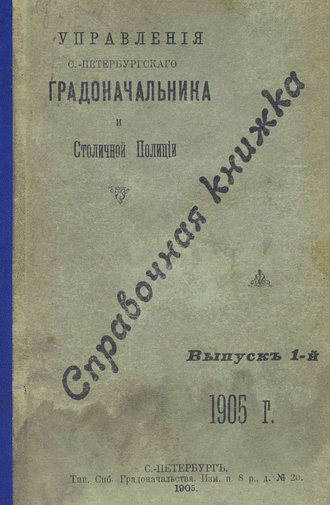 УПРАВЛЕНІЯ
С.-ПЕТЕРБУРГСКАГО
ГРАДОНАЧАЛЬНИКА
И
Столичной Полиціи
Справочная книжка
Выпускъ 1-й
1905 г.
С.-ПЕТЕРБУРГЪ.
Тип. Спб. Градоначальства. Изм. п. 8 р., д. № 20.
1905.